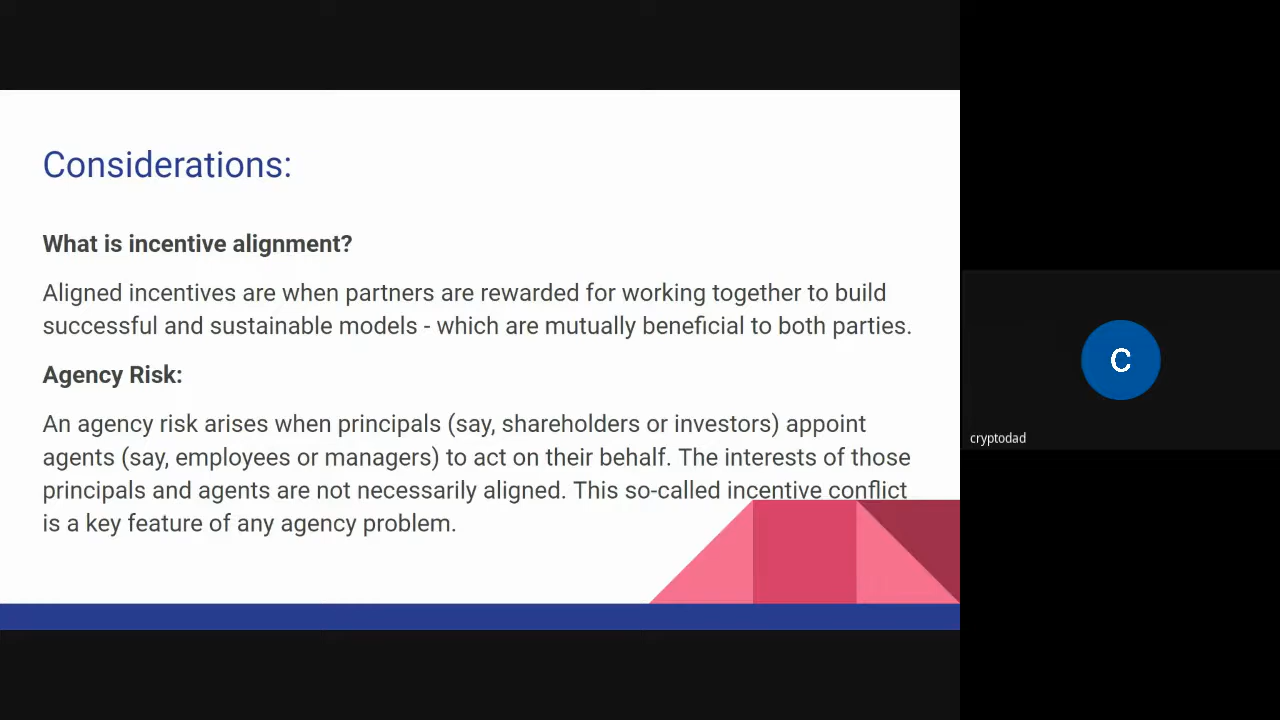 Considerations:
What is incentive alignment?
Aligned incentives are when partners are rewarded for working together to build
successful and sustainable models - which are mutually beneficial to both parties.
Agency Risk:
An agency risk arises when principals (say, shareholders or investors) appoint
agents (say, employees or managers) to act on their behalf. The interests of those
principals and agents are not necessarily aligned. This so-called incentive conflict
is a key feature of any agency problem.
C
cryptodad